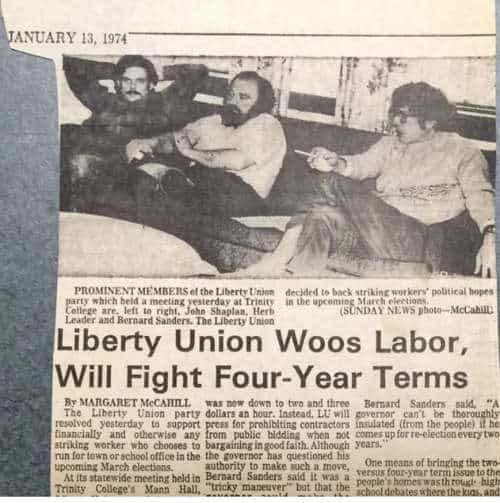 JANUARY 13, 1974
PROMINENT MEMBERS of the Liberty Union
party which held a meeting yesterday at Trinity
College are, left to right, John Shaplan, Herb
Leader and Bernard Sanders. The Liberty Union
decided to back striking workers' political hopes
in the upcoming March elections.
(SUNDAY NEWS photo—McCahill)
Liberty Union Woos Labor,
Will Fight Four-Year Terms
By MARGARET McCAHILL
The Liberty Union party
resolved yesterday to support
financially and otherwise any
striking worker who chooses to
run for town or school office in the
upcoming March elections.
At its statewide meeting held in
Trinity College's Mann Hall,
was now down to two and three
dollars an hour. Instead, LU will
press for prohibiting contractors
from public bidding when not
bargaining in good faith. Although
the governor has questioned his
authority to make such a move,
Bernard Sanders said it was a
"tricky maneuver" but that the
Bernard Sanders said, "A
governor can't be thoroughly
insulated (from the people) if he
comes up for re-election every two
years."
One means of bringing the two-
versus four-year term issue to the
people's homes was through high
school debates where the kids